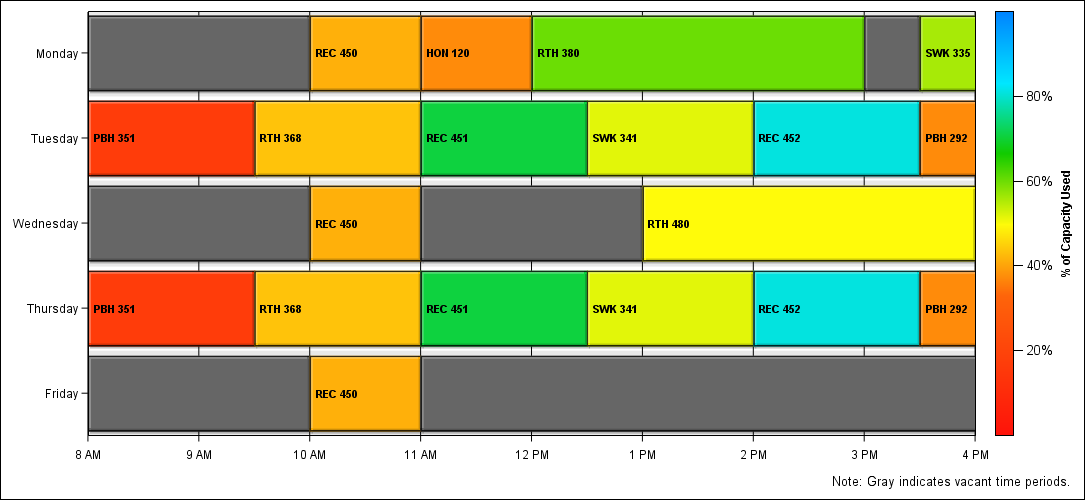 Monday
REC 450
HON 120
RTH 380
SWK 335
Tuesday
PBH 351
RTH 368
REC 451
SWK 341
REC 452
PBH 292
Wednesday
REC 450
RTH 480
Thursday
PBH 351
RTH 368
REC 451
SWK 341
REC 452
PBH 292
Friday
REC 450
8 AM
9 AM
10 AM
11 AM
12 PM
1 PM
2 PM
3 PM
4 PM
80%
60%
40%
20%
% of Capacity Used
Note: Gray indicates vacant time periods.